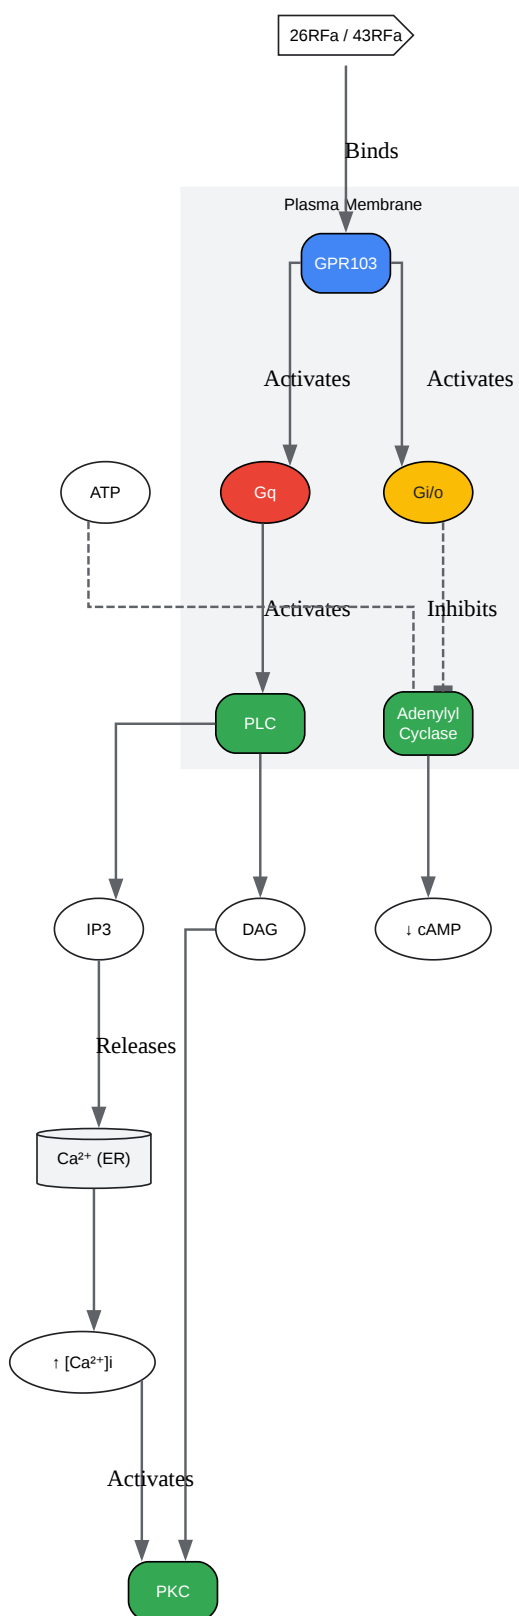 26RFa / 43RFa
Binds
Plasma Membrane
GPR103
Activates
Activates
ATP
Gq
Gi/o
Activates
Inhibits
PLC
Adenylyl
Cyclase
IP3
DAG
↓ cAMP
Releases
Ca²⁺ (ER)
↑ [Ca²⁺]i
Activates
PKC